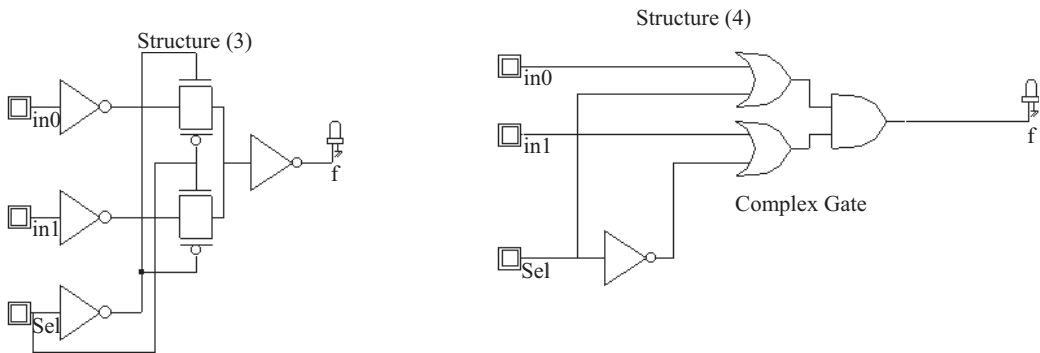 Structure (3)
in0
in1
Sel
f
Structure (4)
in0
in1
Sel
f
Complex Gate